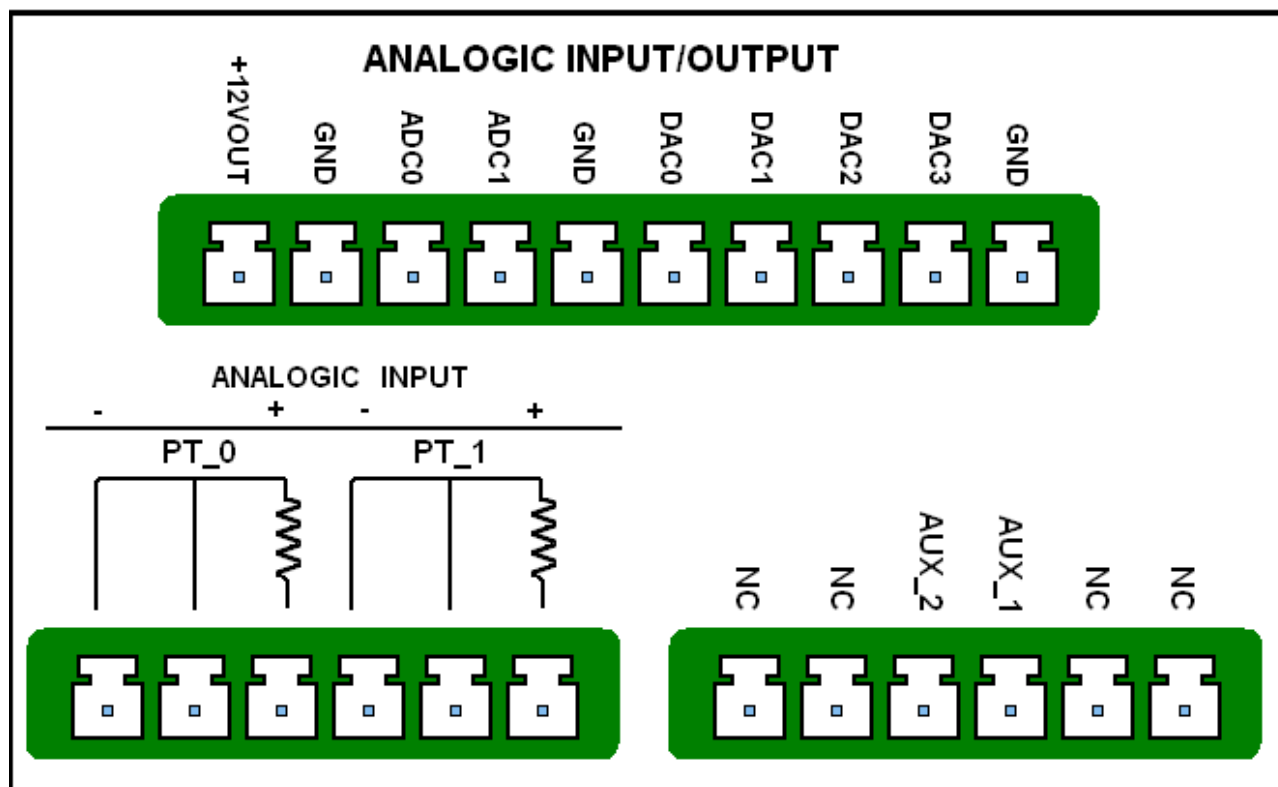 ANALOGIC INPUT/OUTPUT
+12VOUT
GND
ADC0
ADC1
GND
DAC0
DAC1
DAC2
DAC3
GND
ANALOGIC INPUT
- + - +
PT_0 PT_1
NC
NC
AUX_2
AUX_1
NC
NC